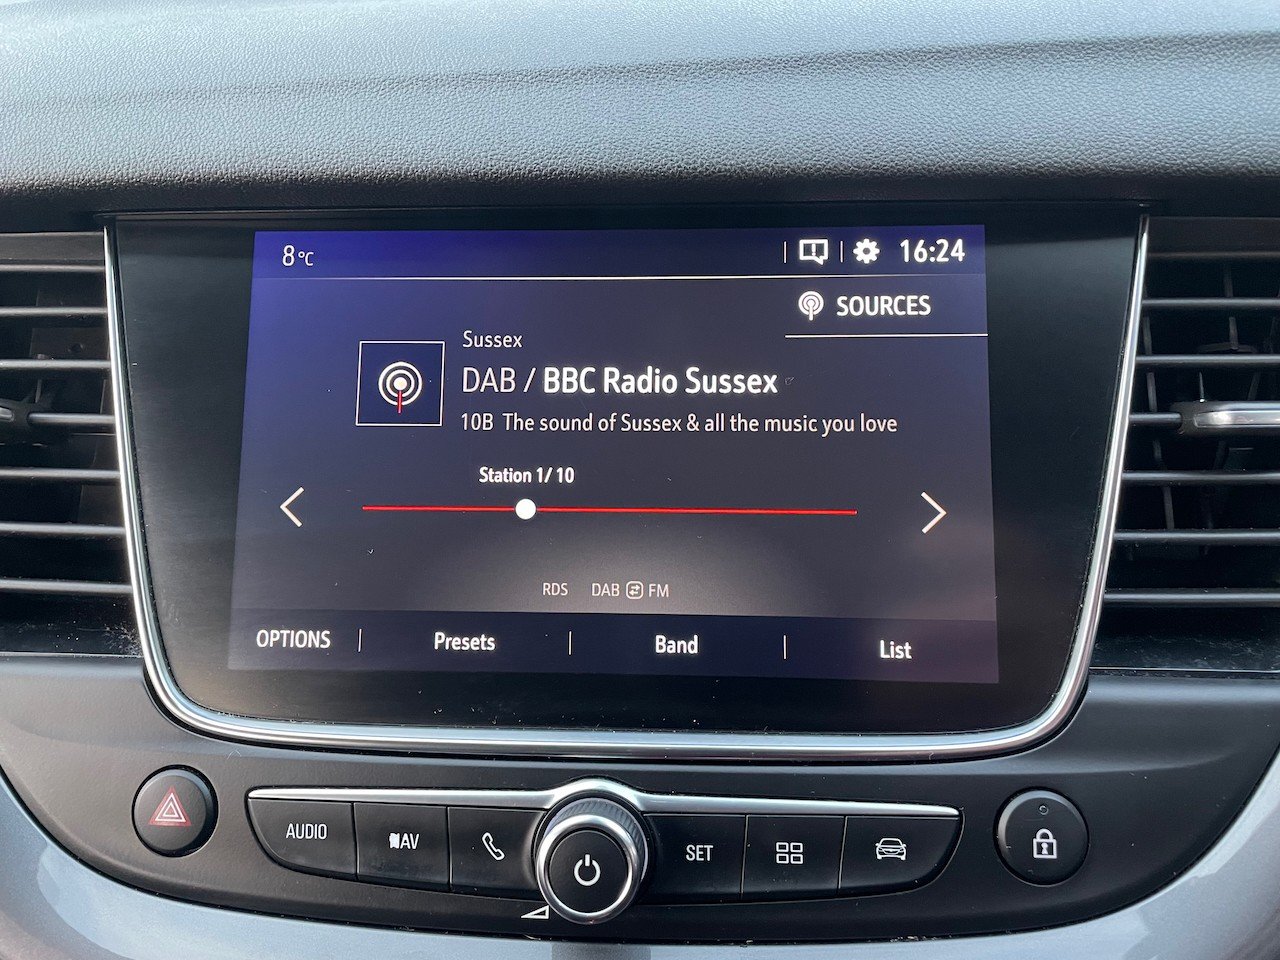 8°C
16:24
SOURCES
Sussex
DAB / BBC Radio Sussex
10B The sound of Sussex & all the music you love
Station 1/ 10
RDS DAB FM
OPTIONS Presets Band List
AUDIO NAV SET